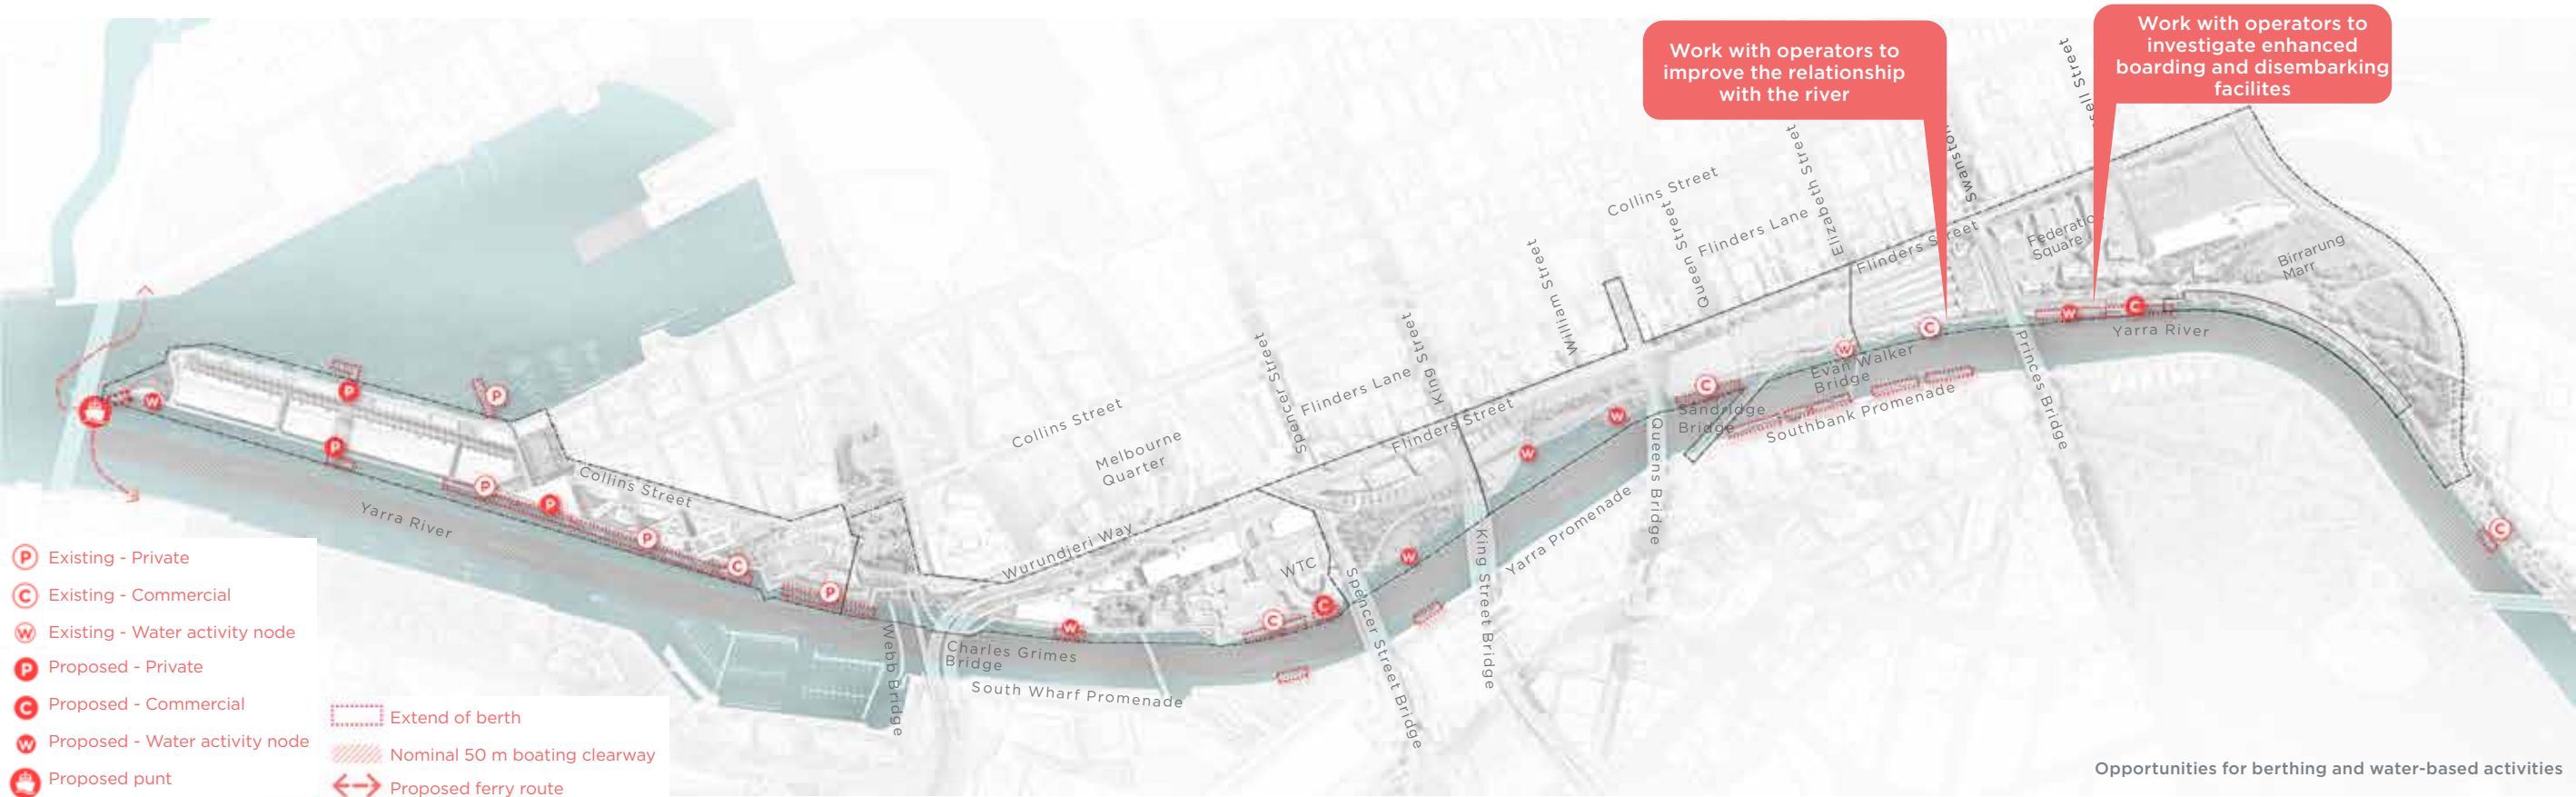 Work with operators to
improve the relationship
with the river
Work with operators to
investigate enhanced
boarding and disembarking
facilites
Swanston
Collins Street
Queen Street
Flinders Lane
Elizabeth Street
Flinders Street
Federatio
Square
Birrarung
Marr
William Street
King Street
Spencer Street
Flinders Lane
Flinders Street
Collins Street
Melbourne
Quarter
Wurundjeri Way
WTC
Collins Street
Yarra River
Yarra River
Evan Walker
Bridge
Sandridge
Bridge
Southbank Promenade
Princes Bridge
Queens Bridge
Yarra Promenade
King Street Bridge
Spencer Street Bridge
Webb Bridge
Charles Grimes
Bridge
South Wharf Promenade
P
P
W
P
P
P
P
C
P
W
C
C
W
W
W
C
W
C
W
C
C
P Existing - Private
C Existing - Commercial
W Existing - Water activity node
P Proposed - Private
C Proposed - Commercial
W Proposed - Water activity node
Proposed punt
Extend of berth
Nominal 50 m boating clearway
Proposed ferry route
Opportunities for berthing and water-based activities